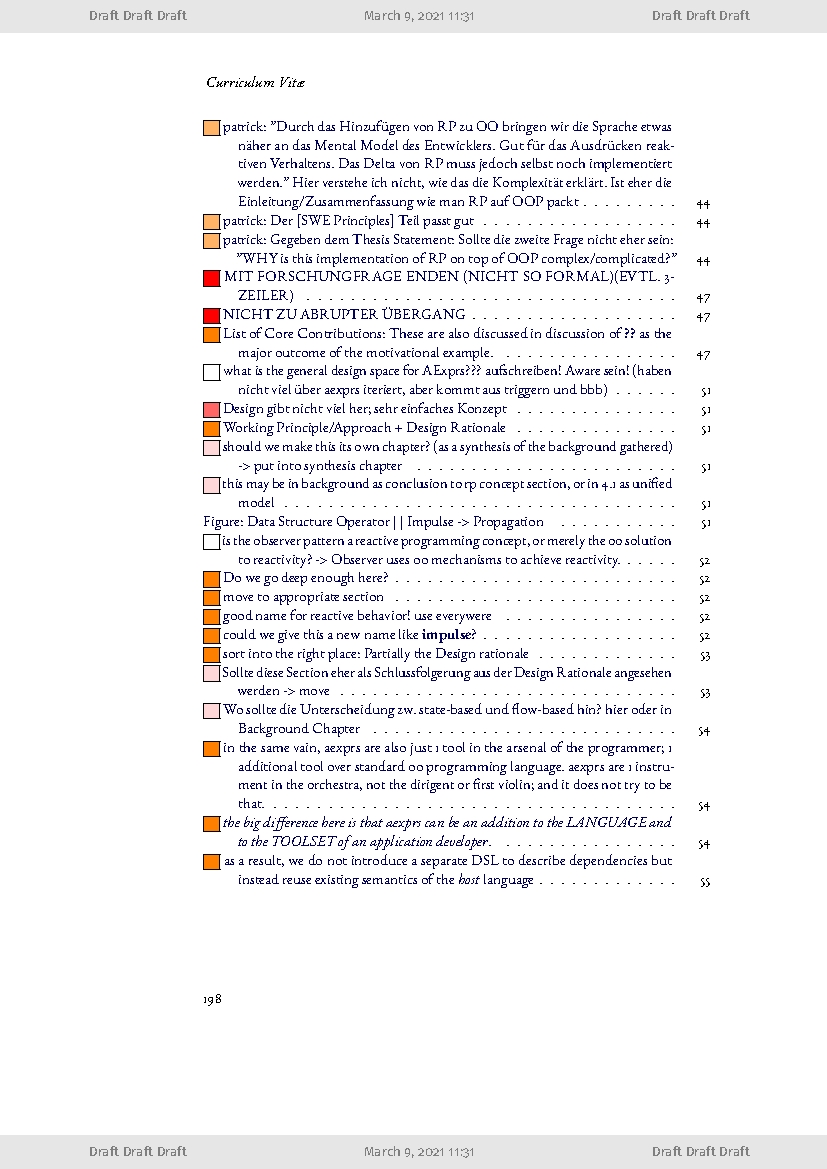 Draft Draft Draft March 9, 2021 11:31 Draft Draft Draft
Curriculum Vitæ
patrick: ”Durch das Hinzufügen von RP zu OO bringen wir die Sprache etwas
näher an das Mental Model des Entwicklers. Gut für das Ausdrücken reak-
tiven Verhaltens. Das Delta von RP muss jedoch selbst noch implementiert
werden.” Hier verstehe ich nicht, wie das die Komplexität erklärt. Ist eher die
Einleitung/Zusammenfassung wie man RP auf OOP packt . . . . . . . . . 44
patrick: Der [SWE Principles] Teil passt gut . . . . . . . . . . . . . . . . . . 44
patrick: Gegeben dem Thesis Statement: Sollte die zweite Frage nicht eher sein:
”WHY is this implementation of RP on top of OOP complex/complicated?” 44
MIT FORSCHUNGFRAGE ENDEN (NICHT SO FORMAL)(EVTL. 3-
ZEILER) . . . . . . . . . . . . . . . . . . . . . . . . . . . . . . . . . . 47
NICHT ZU ABRUPTER ÜBERGANG . . . . . . . . . . . . . . . . . . . 47
List of Core Contributions: These are also discussed in discussion of ?? as the
major outcome of the motivational example. . . . . . . . . . . . . . . . . 47
what is the general design space for AExprs??? aufschreiben! Aware sein! (haben
nicht viel über aexprs iteriert, aber kommt aus triggern und bbb) . . . . . . 51
Design gibt nicht viel her; sehr einfaches Konzept . . . . . . . . . . . . . . . 51
Working Principle/Approach + Design Rationale . . . . . . . . . . . . . . . 51
should we make this its own chapter? (as a synthesis of the background gathered)
-> put into synthesis chapter . . . . . . . . . . . . . . . . . . . . . . . . 51
this may be in background as conclusion to rp concept section, or in 4.1 as unified
model . . . . . . . . . . . . . . . . . . . . . . . . . . . . . . . . . . . . 51
Figure: Data Structure Operator || Impulse -> Propagation . . . . . . . . . . . 51
is the observer pattern a reactive programming concept, or merely the oo solution
to reactivity? -> Observer uses oo mechanisms to achieve reactivity. . . . . . 52
Do we go deep enough here? . . . . . . . . . . . . . . . . . . . . . . . . . . 52
move to appropriate section . . . . . . . . . . . . . . . . . . . . . . . . . . 52
good name for reactive behavior! use everywere . . . . . . . . . . . . . . . . 52
could we give this a new name like impulse? . . . . . . . . . . . . . . . . . . 52
sort into the right place: Partially the Design rationale . . . . . . . . . . . . . 53
Sollte diese Section eher als Schlussfolgerung aus der Design Rationale angesehen
werden -> move . . . . . . . . . . . . . . . . . . . . . . . . . . . . . . . 53
Wo sollte die Unterscheidung zw. state-based und flow-based hin? hier oder in
Background Chapter . . . . . . . . . . . . . . . . . . . . . . . . . . . . 54
in the same vain, aexprs are also just 1 tool in the arsenal of the programmer; 1
additional tool over standard oo programming language. aexprs are 1 instru-
ment in the orchestra, not the dirigent or first violin; and it does not try to be
that. . . . . . . . . . . . . . . . . . . . . . . . . . . . . . . . . . . . . . 54
the big difference here is that aexprs can be an addition to the LANGUAGE and
to the TOOLSET of an application developer. . . . . . . . . . . . . . . . . 54
as a result, we do not introduce a separate DSL to describe dependencies but
instead reuse existing semantics of the host language . . . . . . . . . . . . . 55
198
Draft Draft Draft March 9, 2021 11:31 Draft Draft Draft